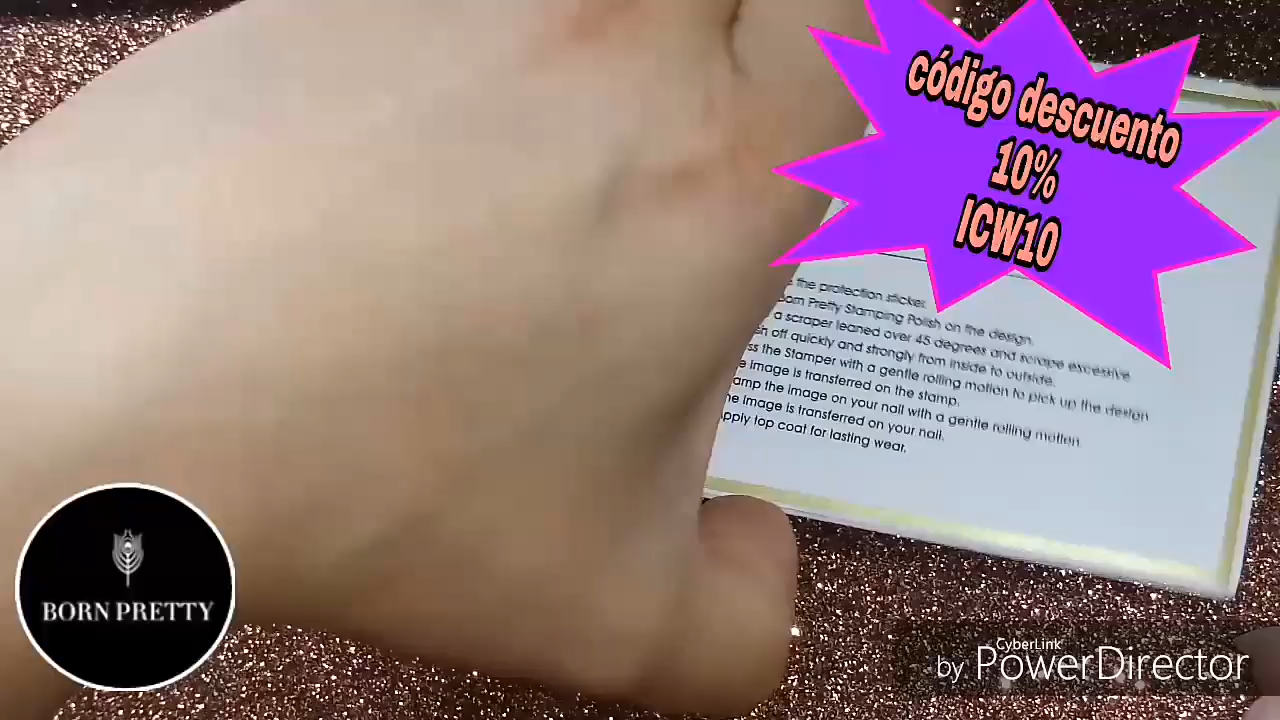 código descuento
10%
ICW10
the protection sticker.
Born Pretty Stamping Polish on the design.
a scraper leaned over 45 degrees and scrape excessive
off quickly and strongly from inside to outside.
the Stamper with a gentle rolling motion to pick up the design
image is transferred on the stamp.
the image on your nail with a gentle rolling motion
image is transferred on your nail.
top coat for lasting wear.
BORN PRETTY
CyberLink
by PowerDirector